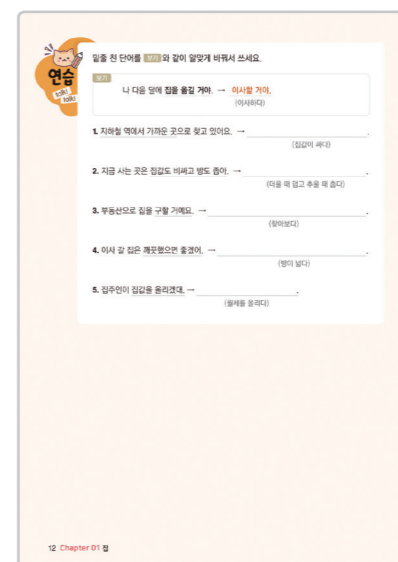 밑줄 친 단어를 보기 와 같이 알맞게 바꿔서 쓰세요.
연습
talk!
talk!
보기
나 다음 달에 집을 옮길 거야. → 이사할 거야.
(이사하다)
1. 지하철 역에서 가까운 곳으로 찾고 있어요. → .
(집값이 싸다)
2. 지금 사는 곳은 집값도 비싸고 방도 좁아. → .
(더울 때 덥고 추울 때 춥다)
3. 부동산으로 집을 구할 거예요. → .
(찾아보다)
4. 이사 갈 집은 깨끗했으면 좋겠어. → .
(방이 넓다)
5. 집주인이 집값을 올리겠대. → .
(월세를 올리다)
12 Chapter 01 집